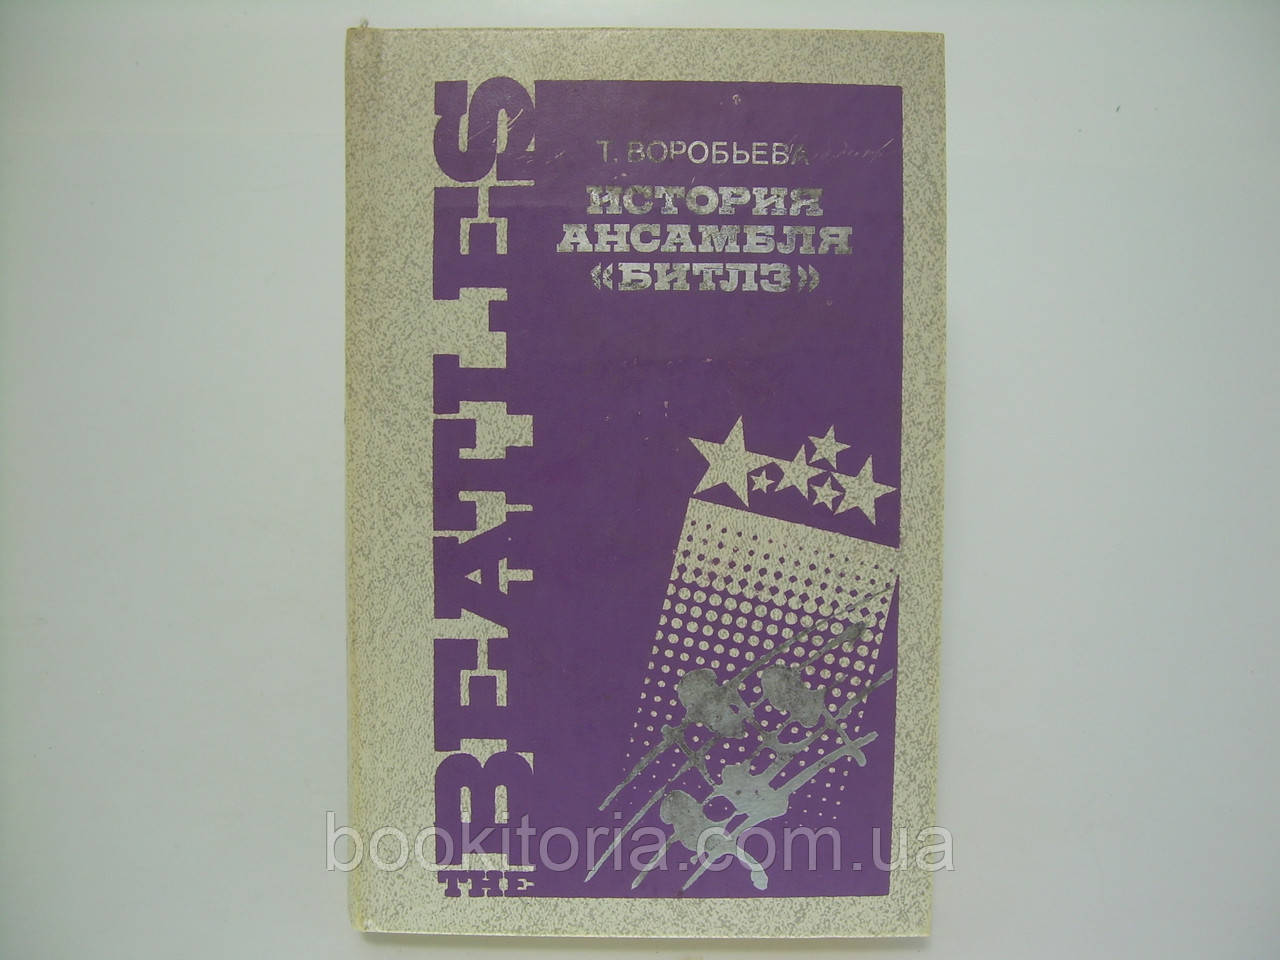 THE BEATLES
Т. ВОРОБЬЕВА
ИСТОРИЯ
АНСАМБЛЯ
«БИТЛЗ»
bookitoria.com.ua